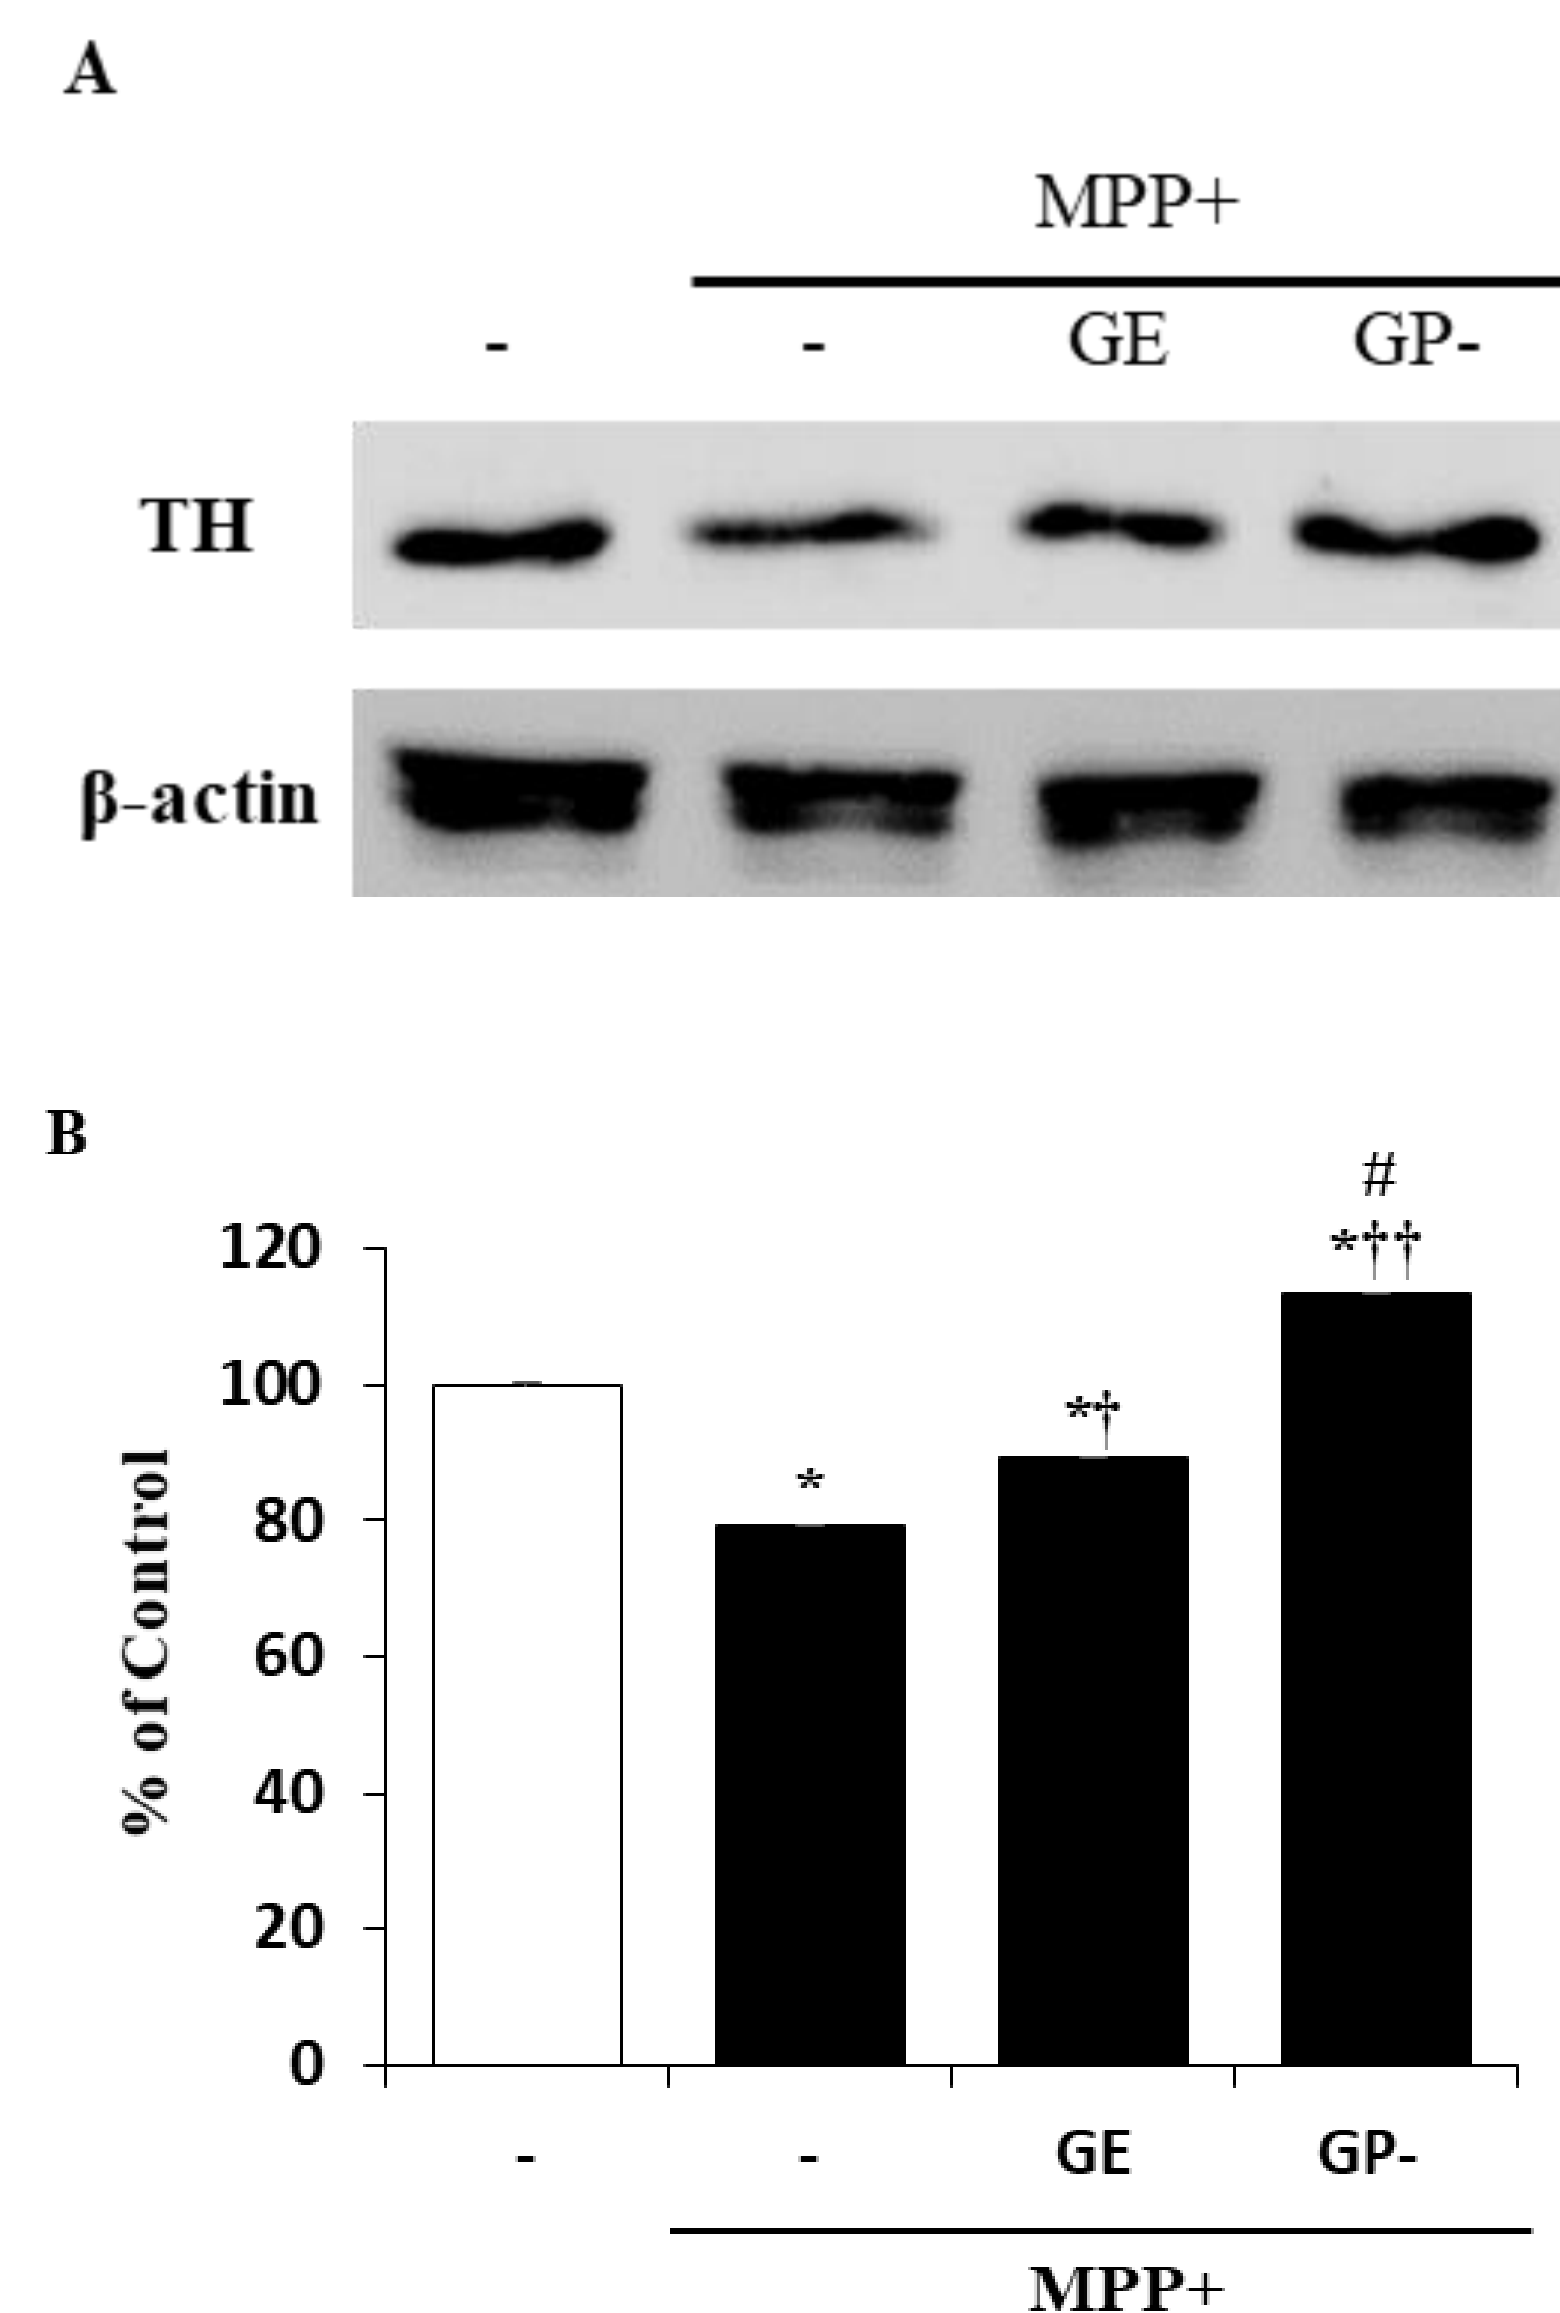 A
MPP+
- - GE GP-
TH
β-actin
B
#
*††
*†
*
120
100
80
60
40
20
0
% of Control
- - GE GP-
MPP+